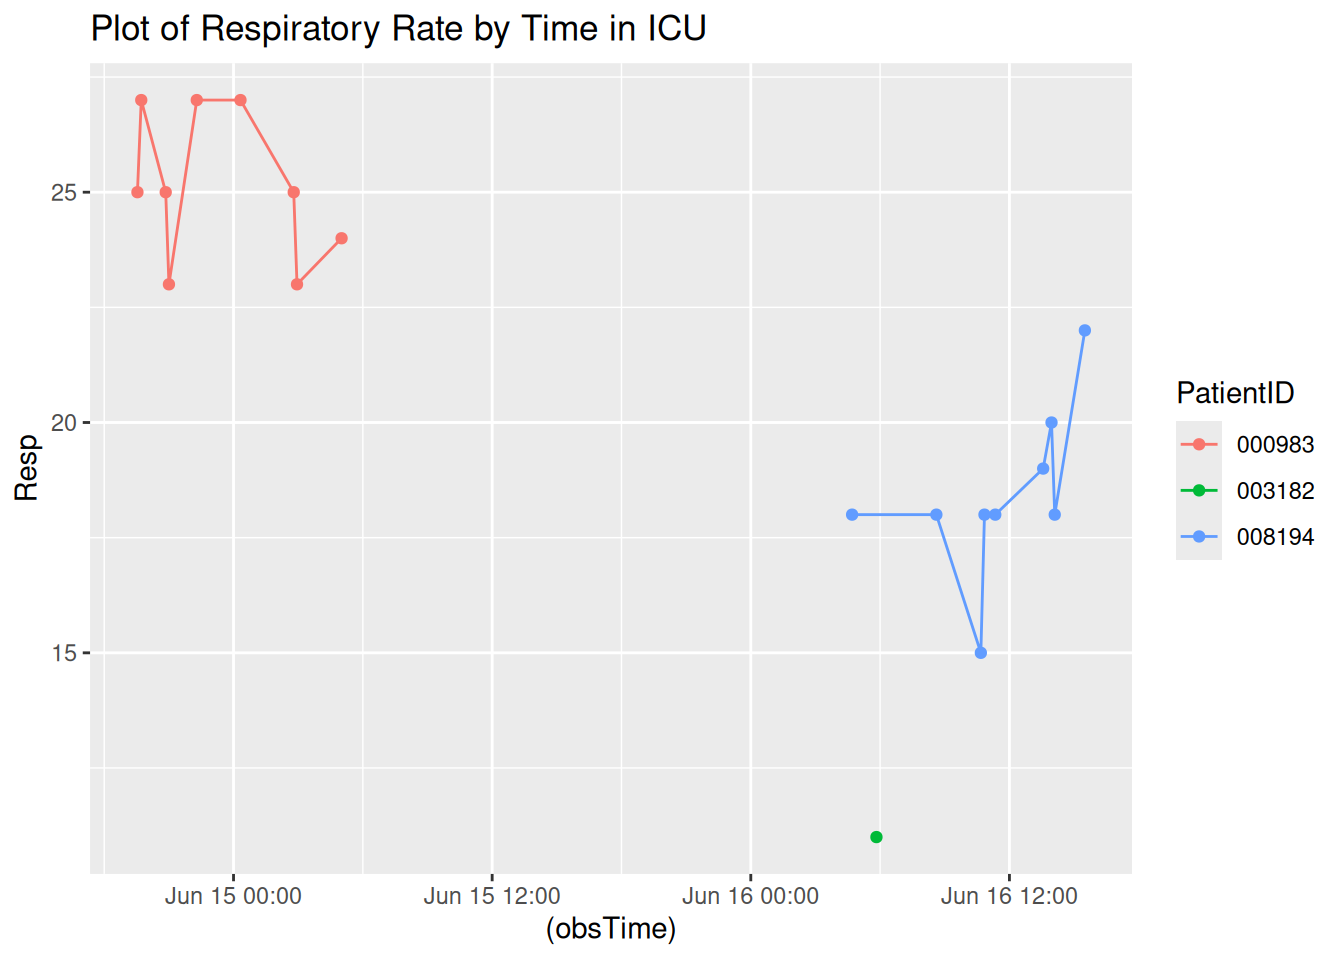 Plot of Respiratory Rate by Time in ICU
25
20
15
Resp
Jun 15 00:00
Jun 15 12:00
Jun 16 00:00
Jun 16 12:00
(obsTime)
PatientID
000983
003182
008194